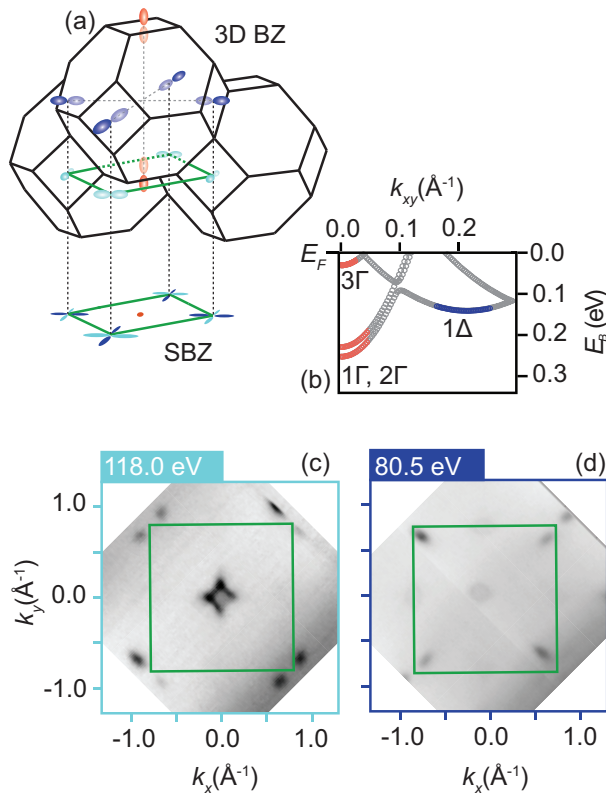 (a)
3D BZ
SBZ
k_xy(Å⁻¹)
0.0 0.1 0.2
E_F
0.0
0.1
0.2
0.3
E_B (eV)
3Γ
1Δ
1Γ, 2Γ
(b)
118.0 eV
(c)
1.0
0.0
-1.0
k_y(Å⁻¹)
-1.0 0.0 1.0
k_x(Å⁻¹)
80.5 eV
(d)
-1.0 0.0 1.0
k_x(Å⁻¹)